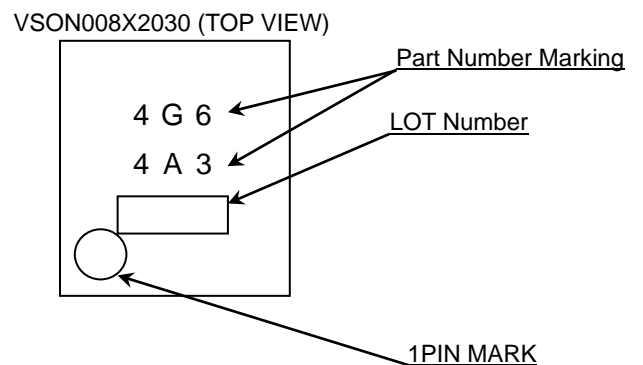 VSON008X2030 (TOP VIEW)
Part Number Marking
4 G 6
LOT Number
4 A 3
1PIN MARK